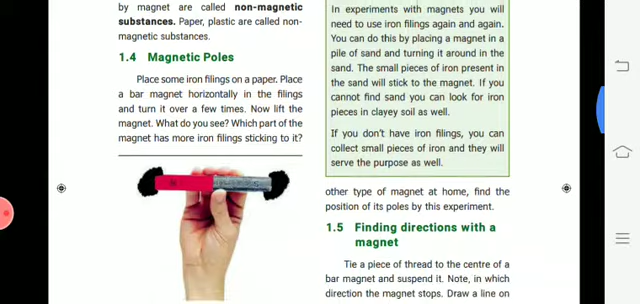 by magnet are called non-magnetic
substances. Paper, plastic are called non-
magnetic substances.
1.4 Magnetic Poles
Place some iron filings on a paper. Place
a bar magnet horizontally in the filings
and turn it over a few times. Now lift the
magnet. What do you see? Which part of the
magnet has more iron filings sticking to it?
In experiments with magnets you will
need to use iron filings again and again.
You can do this by placing a magnet in a
pile of sand and turning it around in the
sand. The small pieces of iron present in
the sand will stick to the magnet. If you
cannot find sand you can look for iron
pieces in clayey soil as well.
If you don't have iron filings, you can
collect small pieces of iron and they will
serve the purpose as well.
other type of magnet at home, find the
position of its poles by this experiment.
1.5 Finding directions with a
magnet
Tie a piece of thread to the centre of a
bar magnet and suspend it. Note, in which
direction the magnet stops. Draw a line on